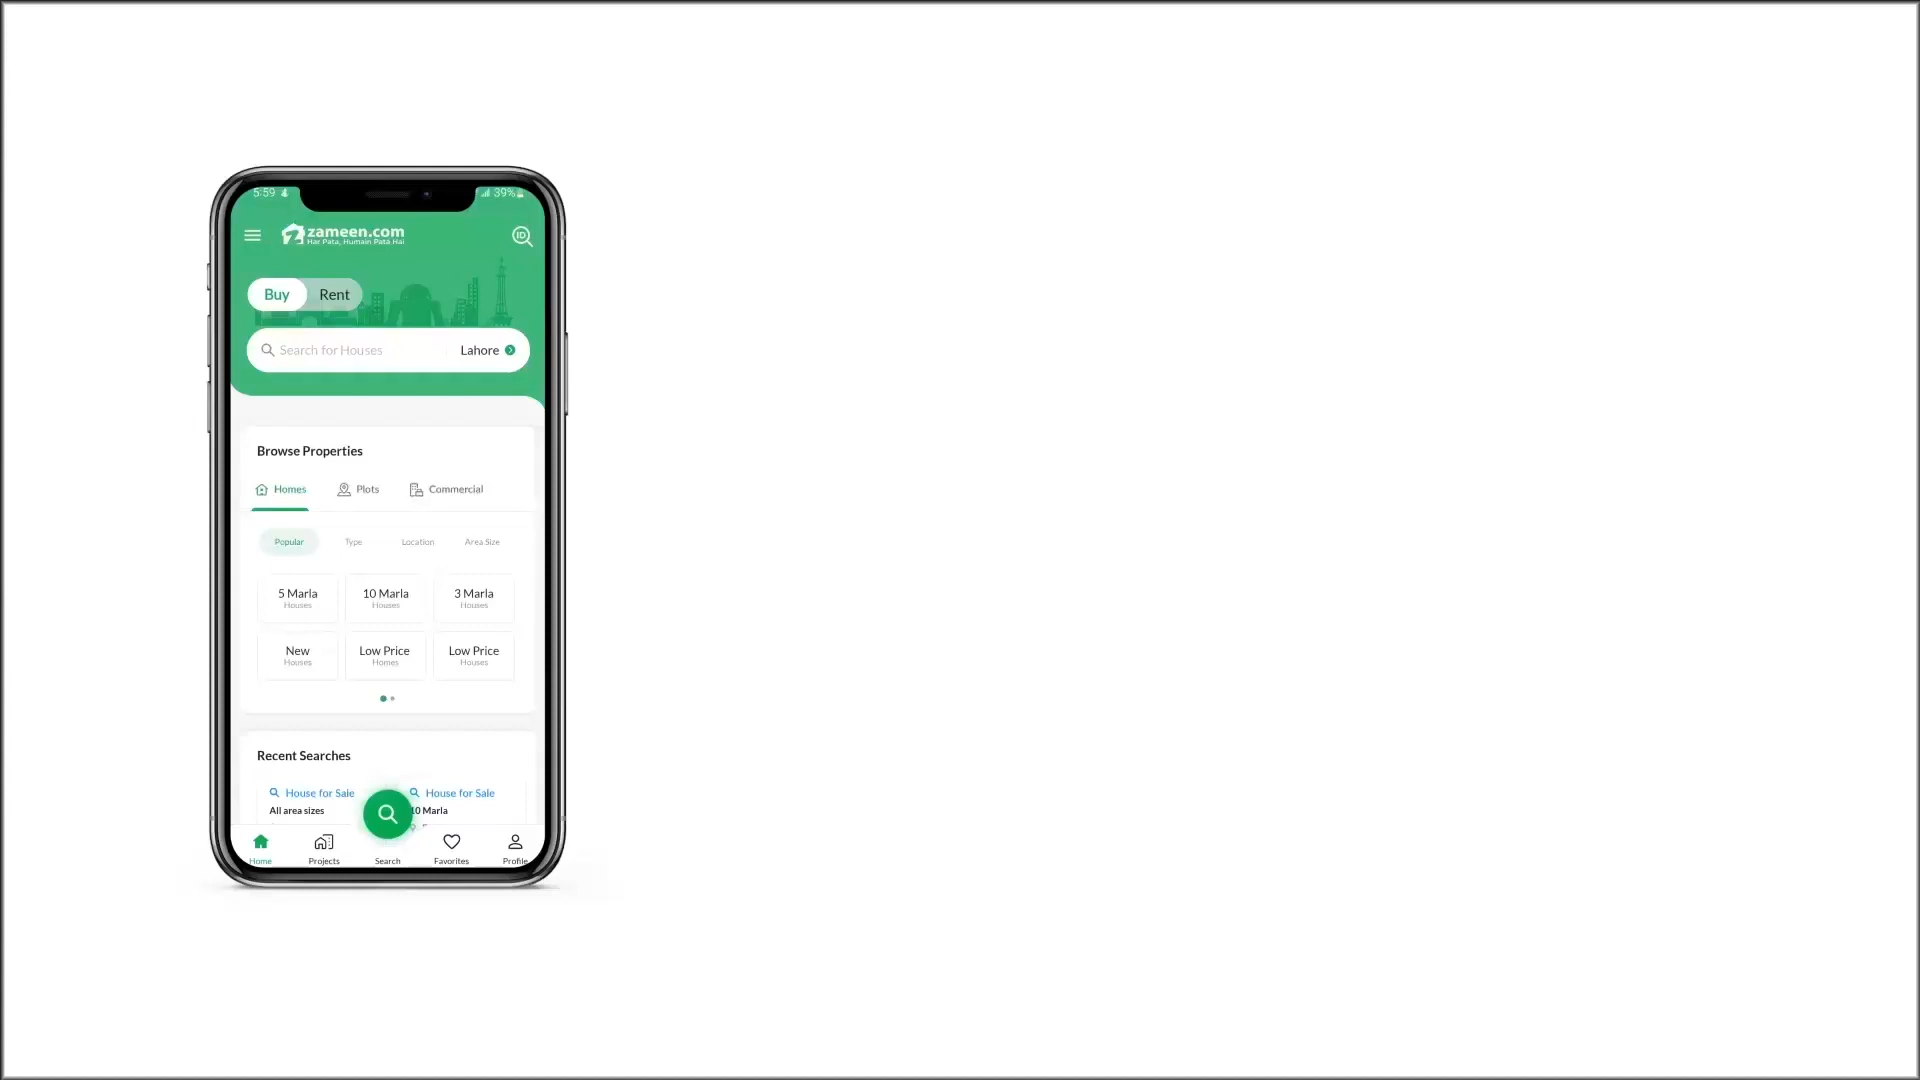 5:59 39%
zameen.com
Har Pata, Humain Pata Hai
ID
Buy Rent
Search for Houses Lahore
Browse Properties
Homes Plots Commercial
Popular Type Location Area Size
5 Marla 10 Marla 3 Marla
Houses Houses Houses
New Low Price Low Price
Houses Homes Houses
Recent Searches
House for Sale House for Sale
All area sizes 10 Marla
Home Projects Search Favorites Profile